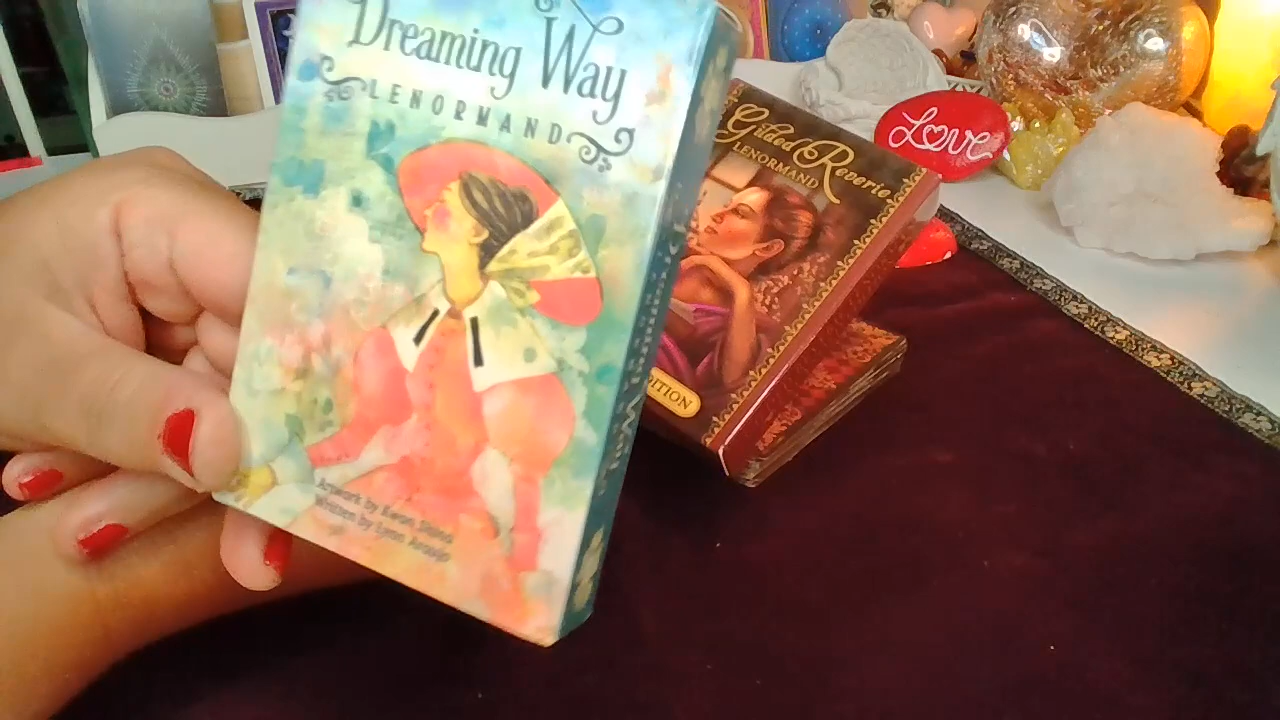 Dreaming Way
LENORMAND
Artwork by Kwon Shina
Written by Lynn Araujo
Gilded Reverie
LENORMAND
DITION
Love